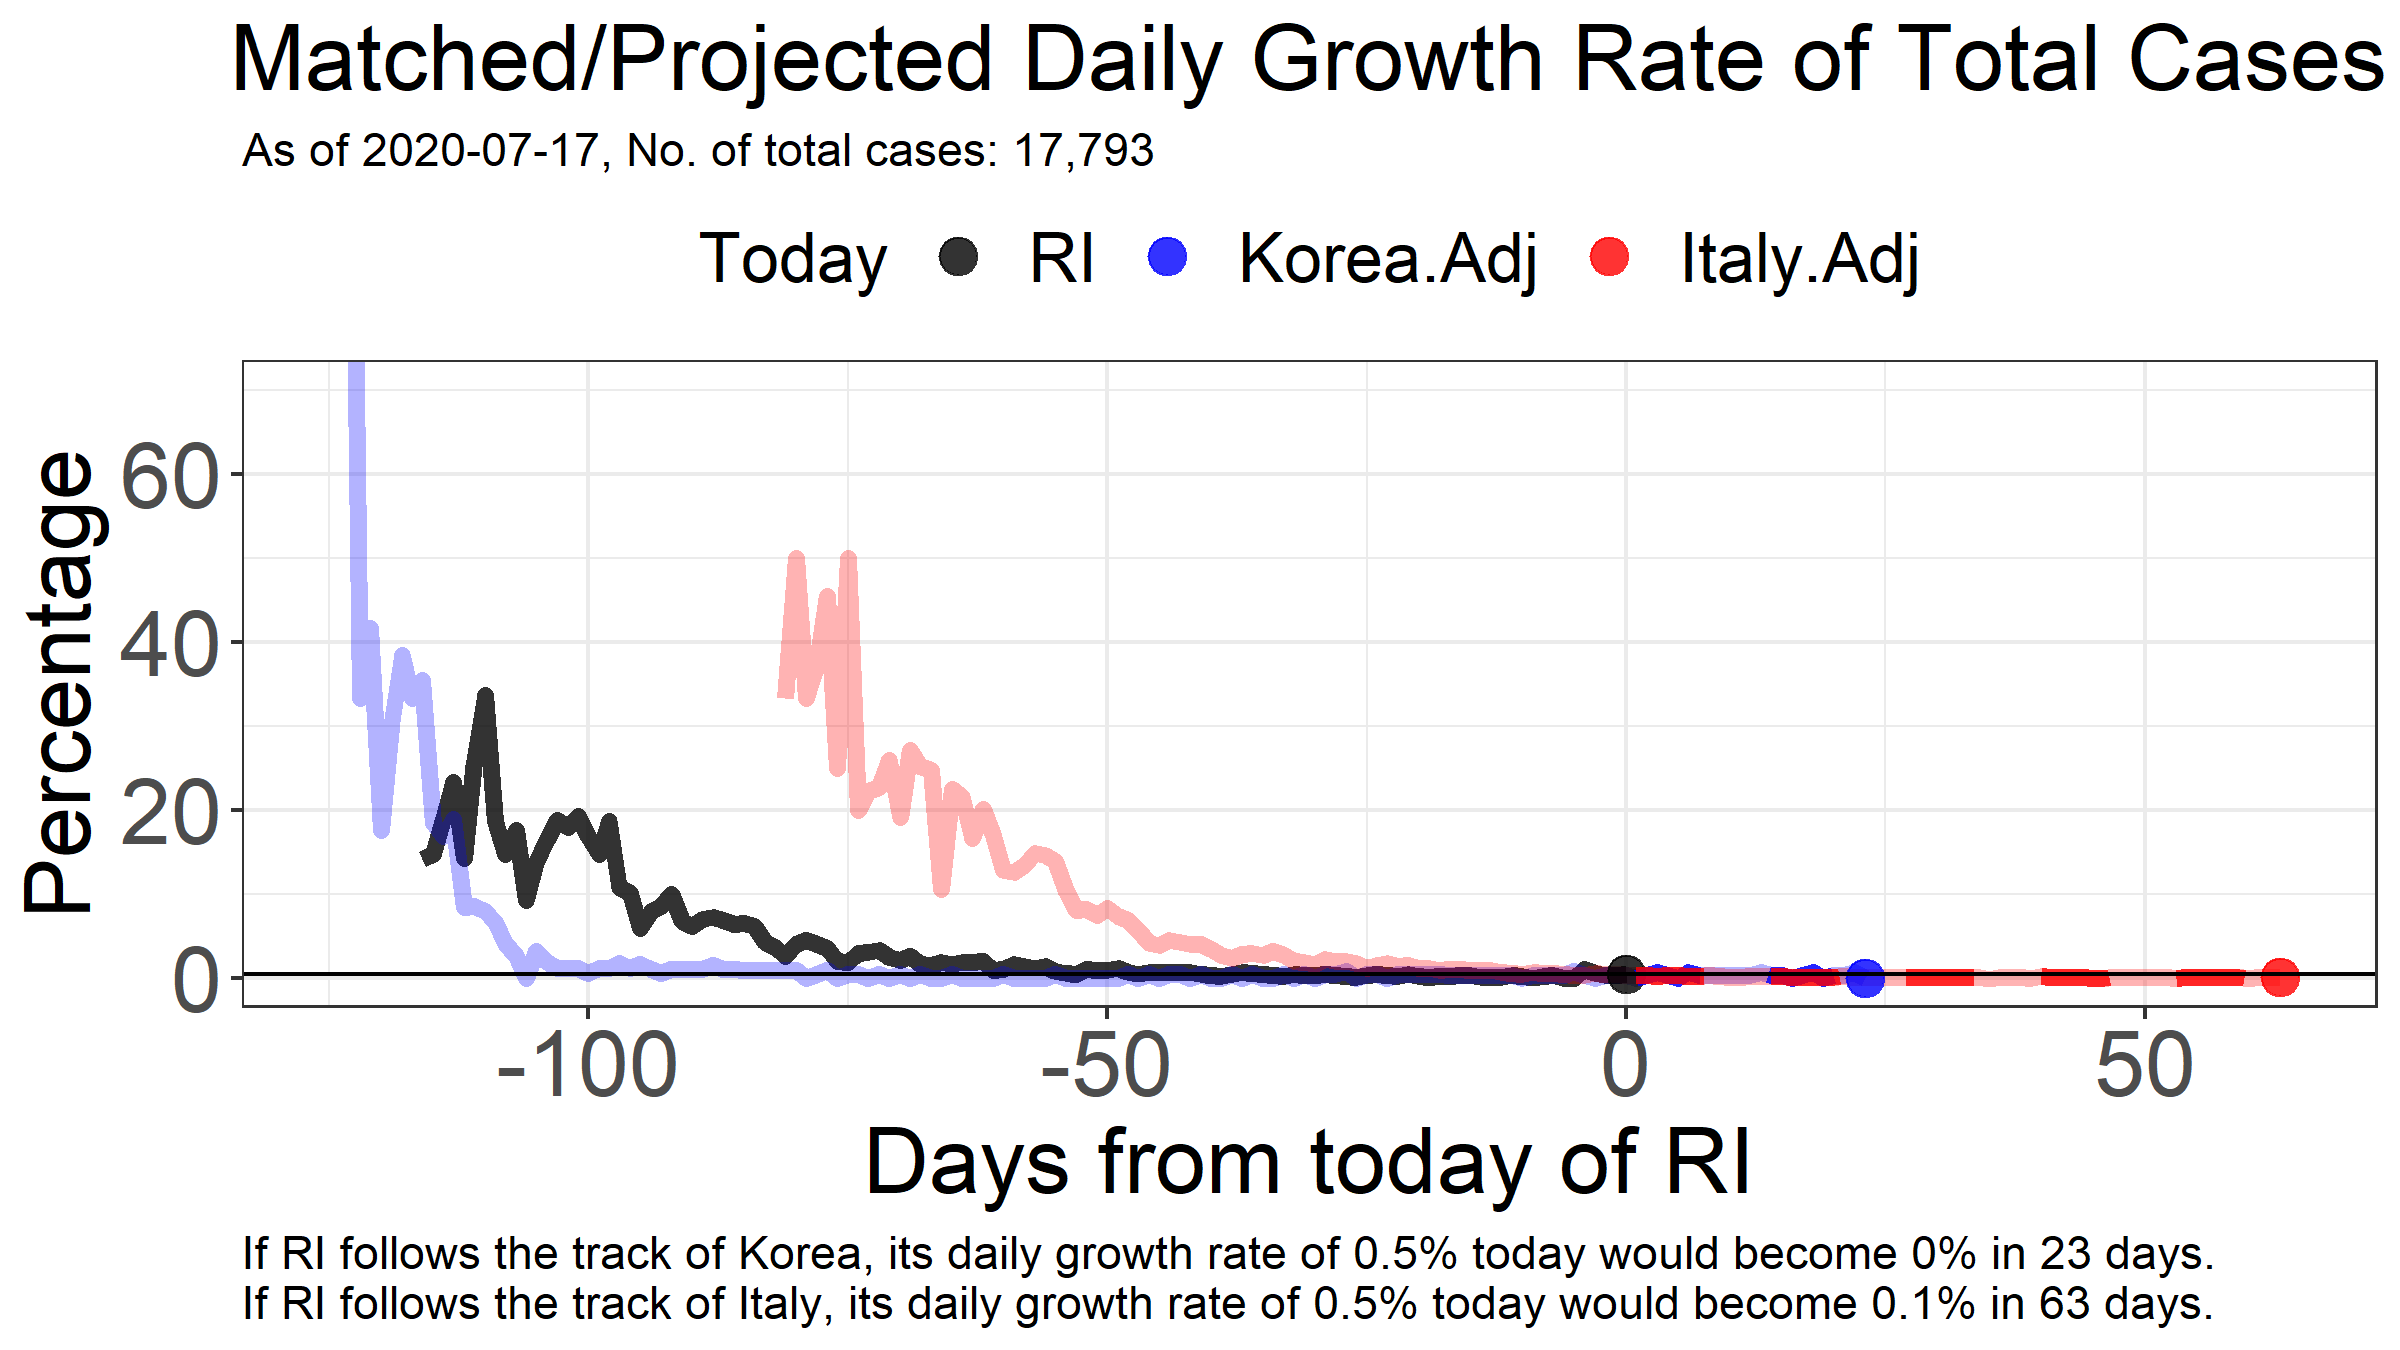 Matched/Projected Daily Growth Rate of Total Cases
As of 2020-07-17, No. of total cases: 17,793
Today RI Korea.Adj Italy.Adj
Percentage
60
40
20
0
-100 -50 0 50
Days from today of RI
If RI follows the track of Korea, its daily growth rate of 0.5% today would become 0% in 23 days.
If RI follows the track of Italy, its daily growth rate of 0.5% today would become 0.1% in 63 days.